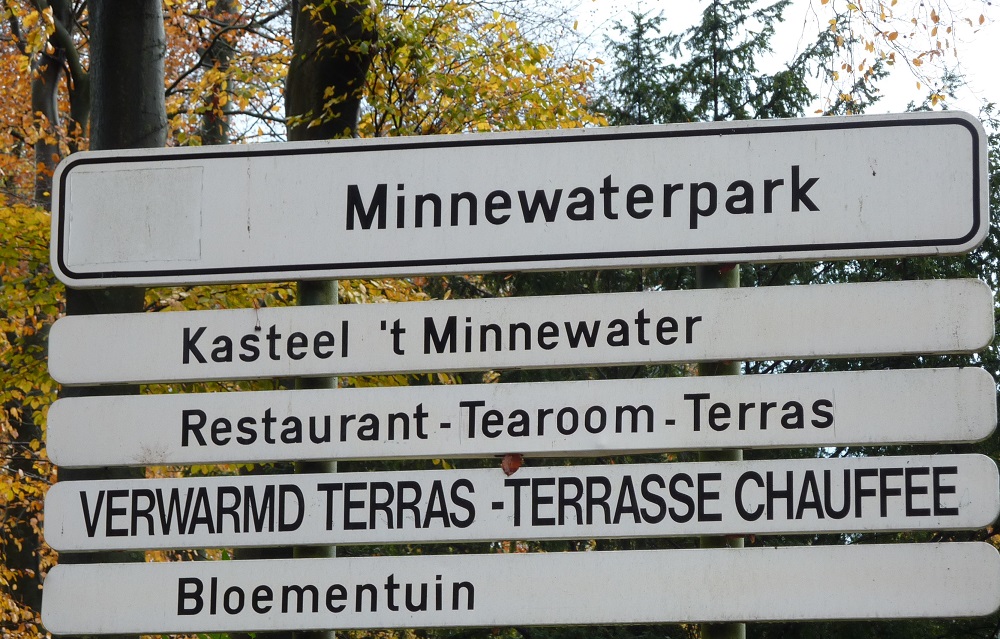 Minnewaterpark
Kasteel 't Minnewater
Restaurant - Tearoom - Terras
VERWARMD TERRAS - TERRASSE CHAUFFEE
Bloementuin